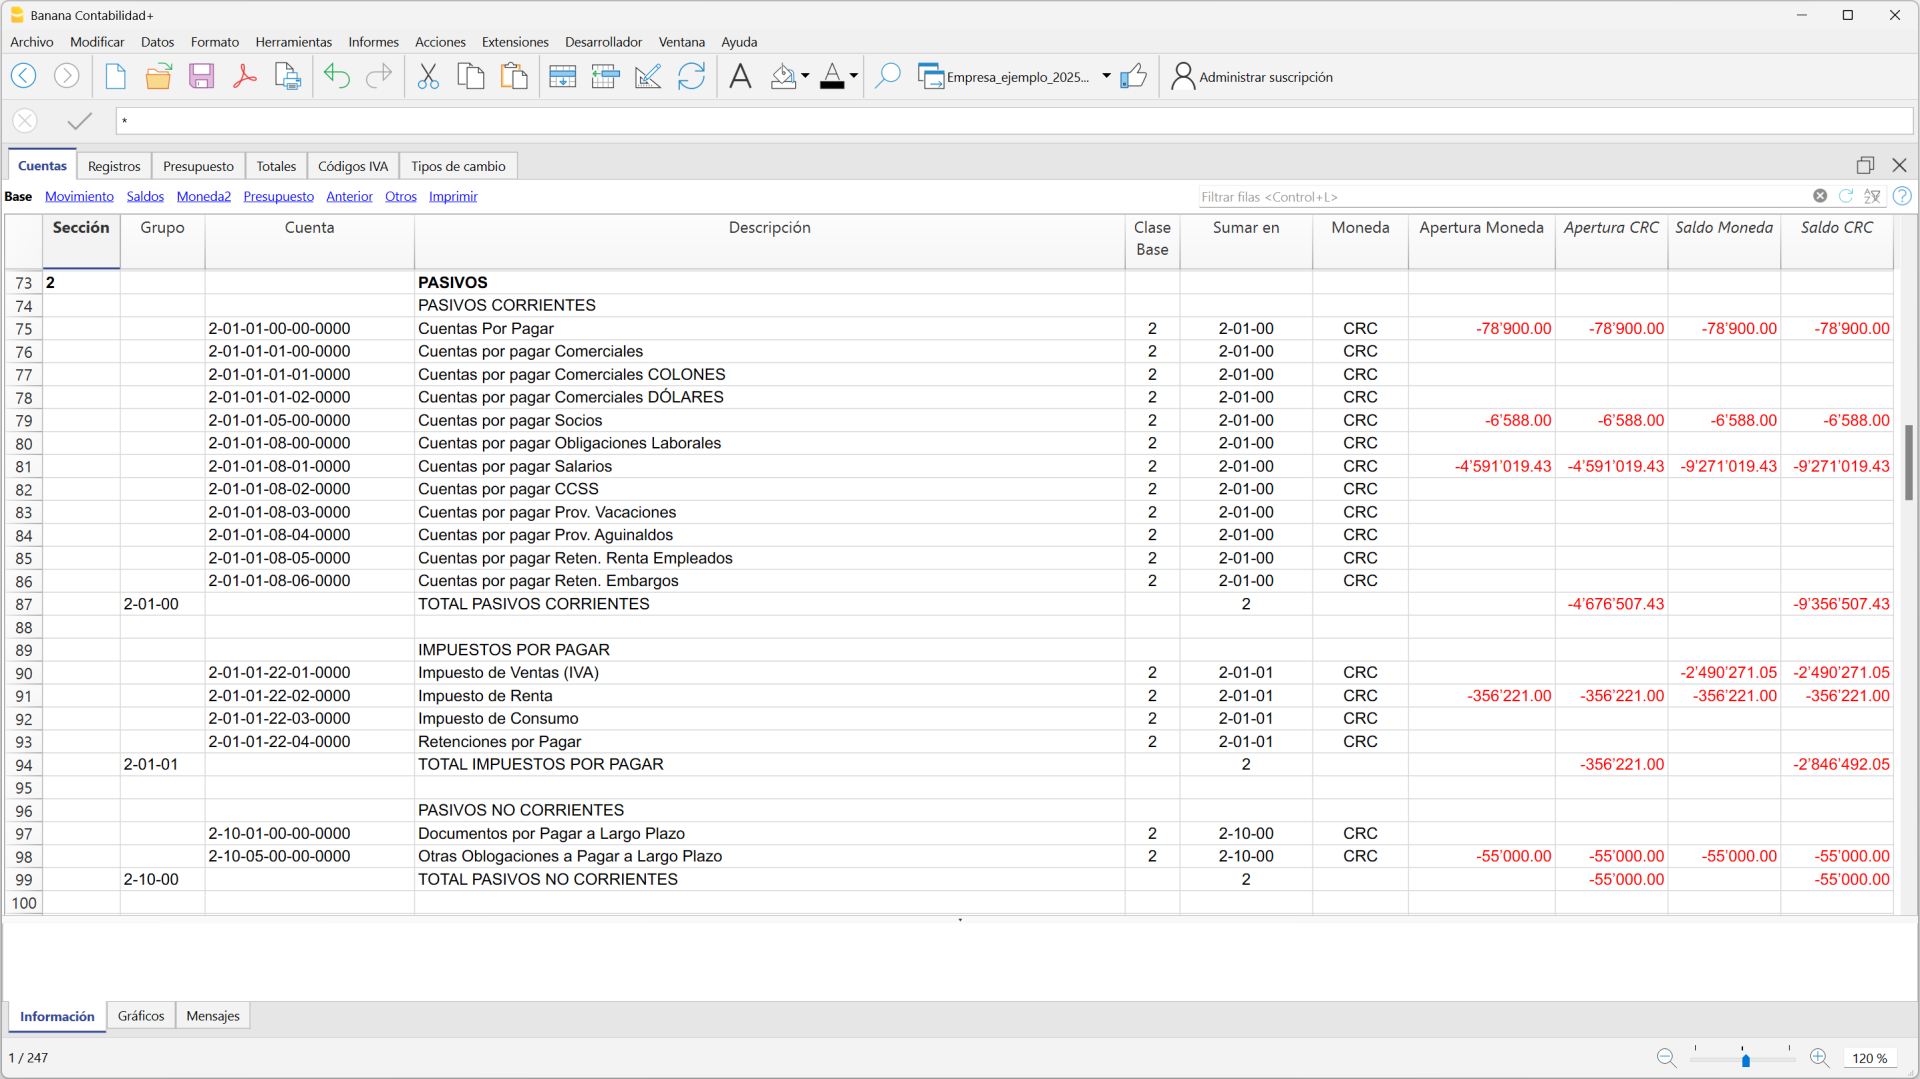 Banana Contabilidad+
Archivo Modificar Datos Formato Herramientas Informes Acciones Extensiones Desarrollador Ventana Ayuda
Empresa_ejemplo_2025... Administrar suscripción
*
Cuentas Registros Presupuesto Totales Códigos IVA Tipos de cambio
Base Movimiento Saldos Moneda2 Presupuesto Anterior Otros Imprimir Filtrar filas <Control+L>
Sección Grupo Cuenta Descripción Clase Base Sumar en Moneda Apertura Moneda Apertura CRC Saldo Moneda Saldo CRC
73 2 PASIVOS
74 PASIVOS CORRIENTES
75 2-01-01-00-00-0000 Cuentas Por Pagar 2 2-01-00 CRC -78'900.00 -78'900.00 -78'900.00 -78'900.00
76 2-01-01-01-00-0000 Cuentas por pagar Comerciales 2 2-01-00 CRC
77 2-01-01-01-01-0000 Cuentas por pagar Comerciales COLONES 2 2-01-00 CRC
78 2-01-01-01-02-0000 Cuentas por pagar Comerciales DÓLARES 2 2-01-00 CRC
79 2-01-01-05-00-0000 Cuentas por pagar Socios 2 2-01-00 CRC -6'588.00 -6'588.00 -6'588.00 -6'588.00
80 2-01-01-08-00-0000 Cuentas por pagar Obligaciones Laborales 2 2-01-00 CRC
81 2-01-01-08-01-0000 Cuentas por pagar Salarios 2 2-01-00 CRC -4'591'019.43 -4'591'019.43 -9'271'019.43 -9'271'019.43
82 2-01-01-08-02-0000 Cuentas por pagar CCSS 2 2-01-00 CRC
83 2-01-01-08-03-0000 Cuentas por pagar Prov. Vacaciones 2 2-01-00 CRC
84 2-01-01-08-04-0000 Cuentas por pagar Prov. Aguinaldos 2 2-01-00 CRC
85 2-01-01-08-05-0000 Cuentas por pagar Reten. Renta Empleados 2 2-01-00 CRC
86 2-01-01-08-06-0000 Cuentas por pagar Reten. Embargos 2 2-01-00 CRC
87 2-01-00 TOTAL PASIVOS CORRIENTES 2 -4'676'507.43 -9'356'507.43
88
89 IMPUESTOS POR PAGAR
90 2-01-01-22-01-0000 Impuesto de Ventas (IVA) 2 2-01-01 CRC -2'490'271.05 -2'490'271.05
91 2-01-01-22-02-0000 Impuesto de Renta 2 2-01-01 CRC -356'221.00 -356'221.00 -356'221.00 -356'221.00
92 2-01-01-22-03-0000 Impuesto de Consumo 2 2-01-01 CRC
93 2-01-01-22-04-0000 Retenciones por Pagar 2 2-01-01 CRC
94 2-01-01 TOTAL IMPUESTOS POR PAGAR 2 -356'221.00 -2'846'492.05
95
96 PASIVOS NO CORRIENTES
97 2-10-01-00-00-0000 Documentos por Pagar a Largo Plazo 2 2-10-00 CRC
98 2-10-05-00-00-0000 Otras Oblogaciones a Pagar a Largo Plazo 2 2-10-00 CRC -55'000.00 -55'000.00 -55'000.00 -55'000.00
99 2-10-00 TOTAL PASIVOS NO CORRIENTES 2 -55'000.00 -55'000.00
100
Información Gráficos Mensajes
1 / 247 120 %